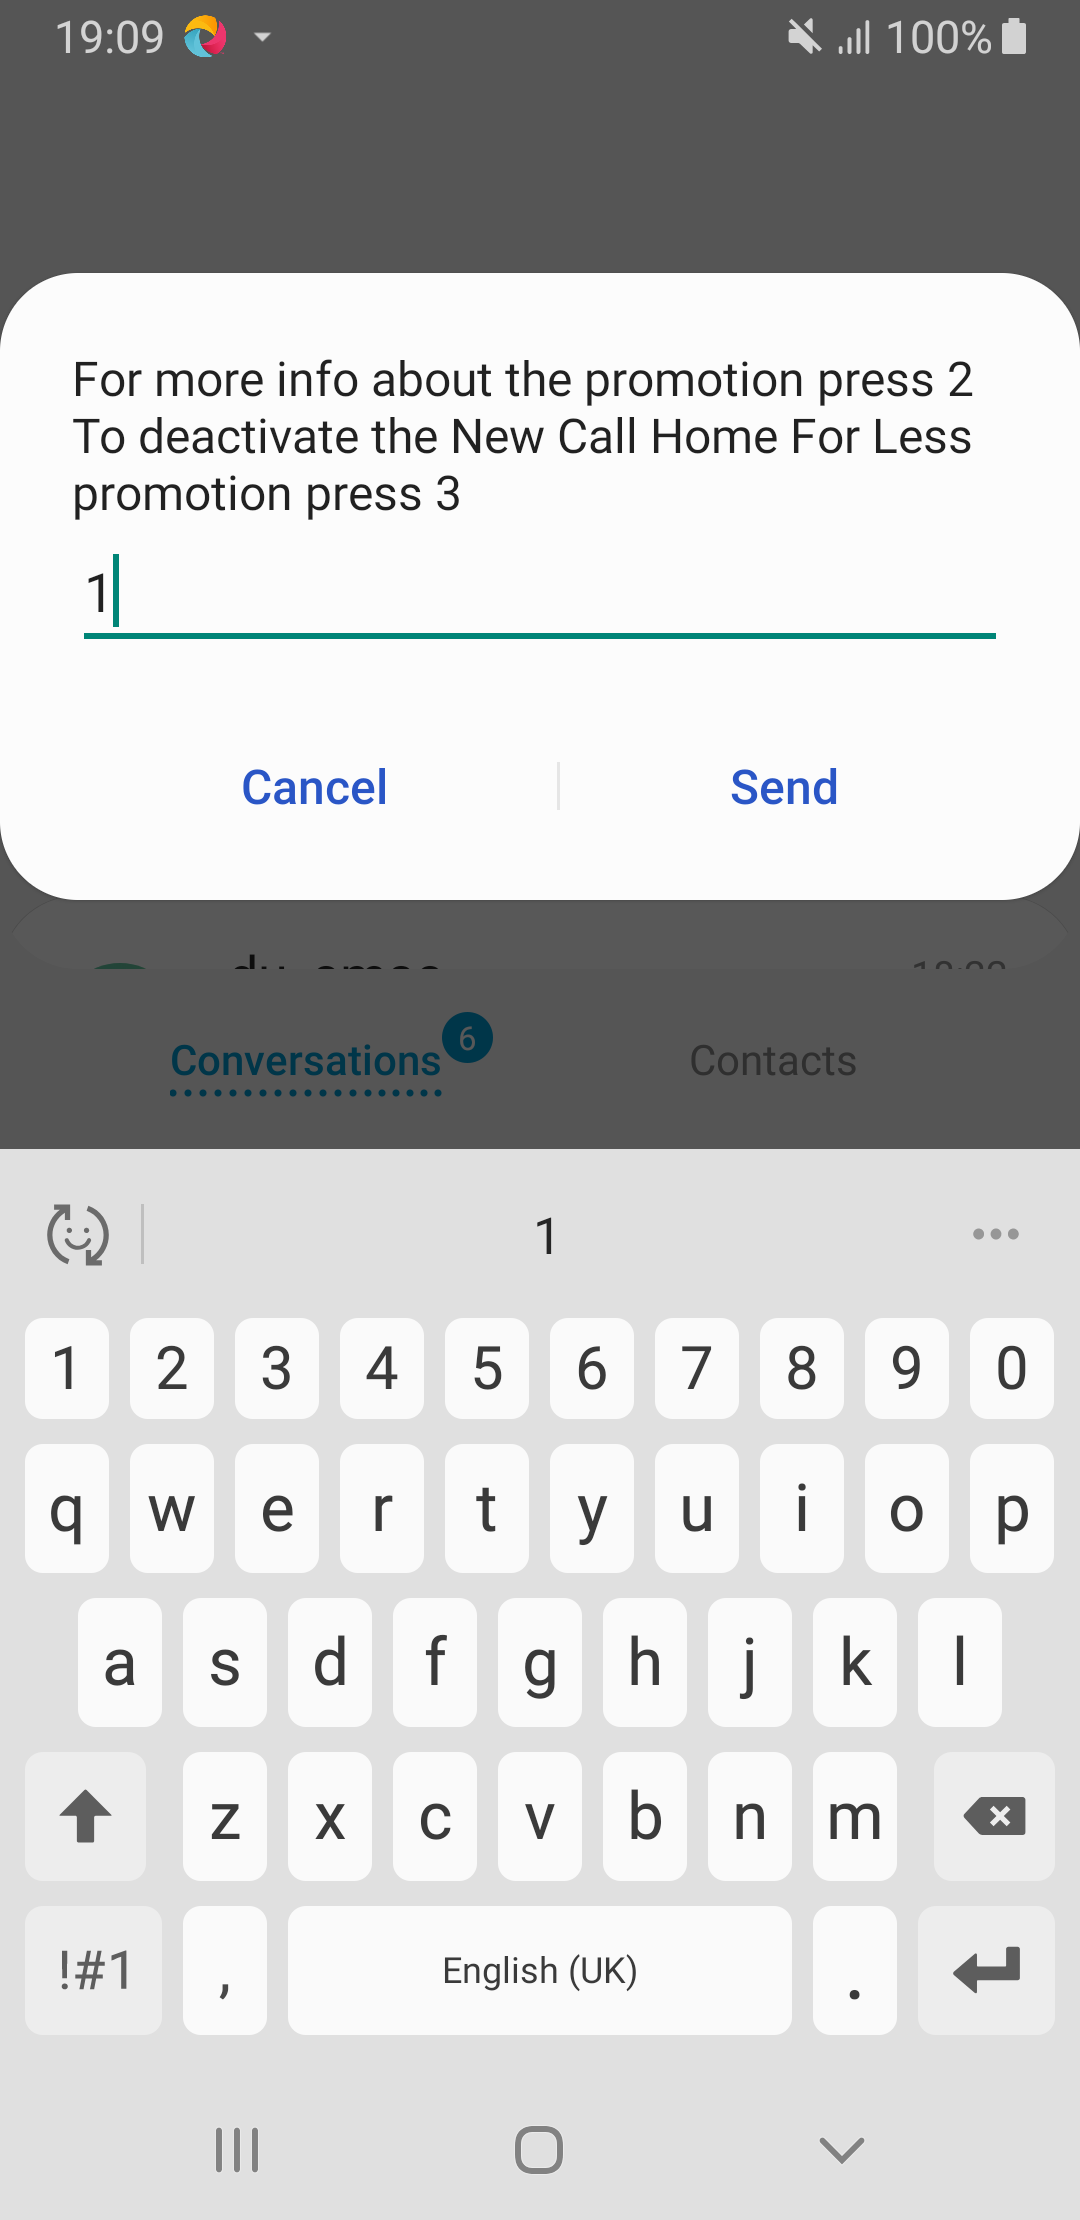 19:09 100%
For more info about the promotion press 2
To deactivate the New Call Home For Less
promotion press 3
1
Cancel Send
Conversations 6 Contacts
1
1 2 3 4 5 6 7 8 9 0
q w e r t y u i o p
a s d f g h j k l
z x c v b n m
!#1 , English (UK) .